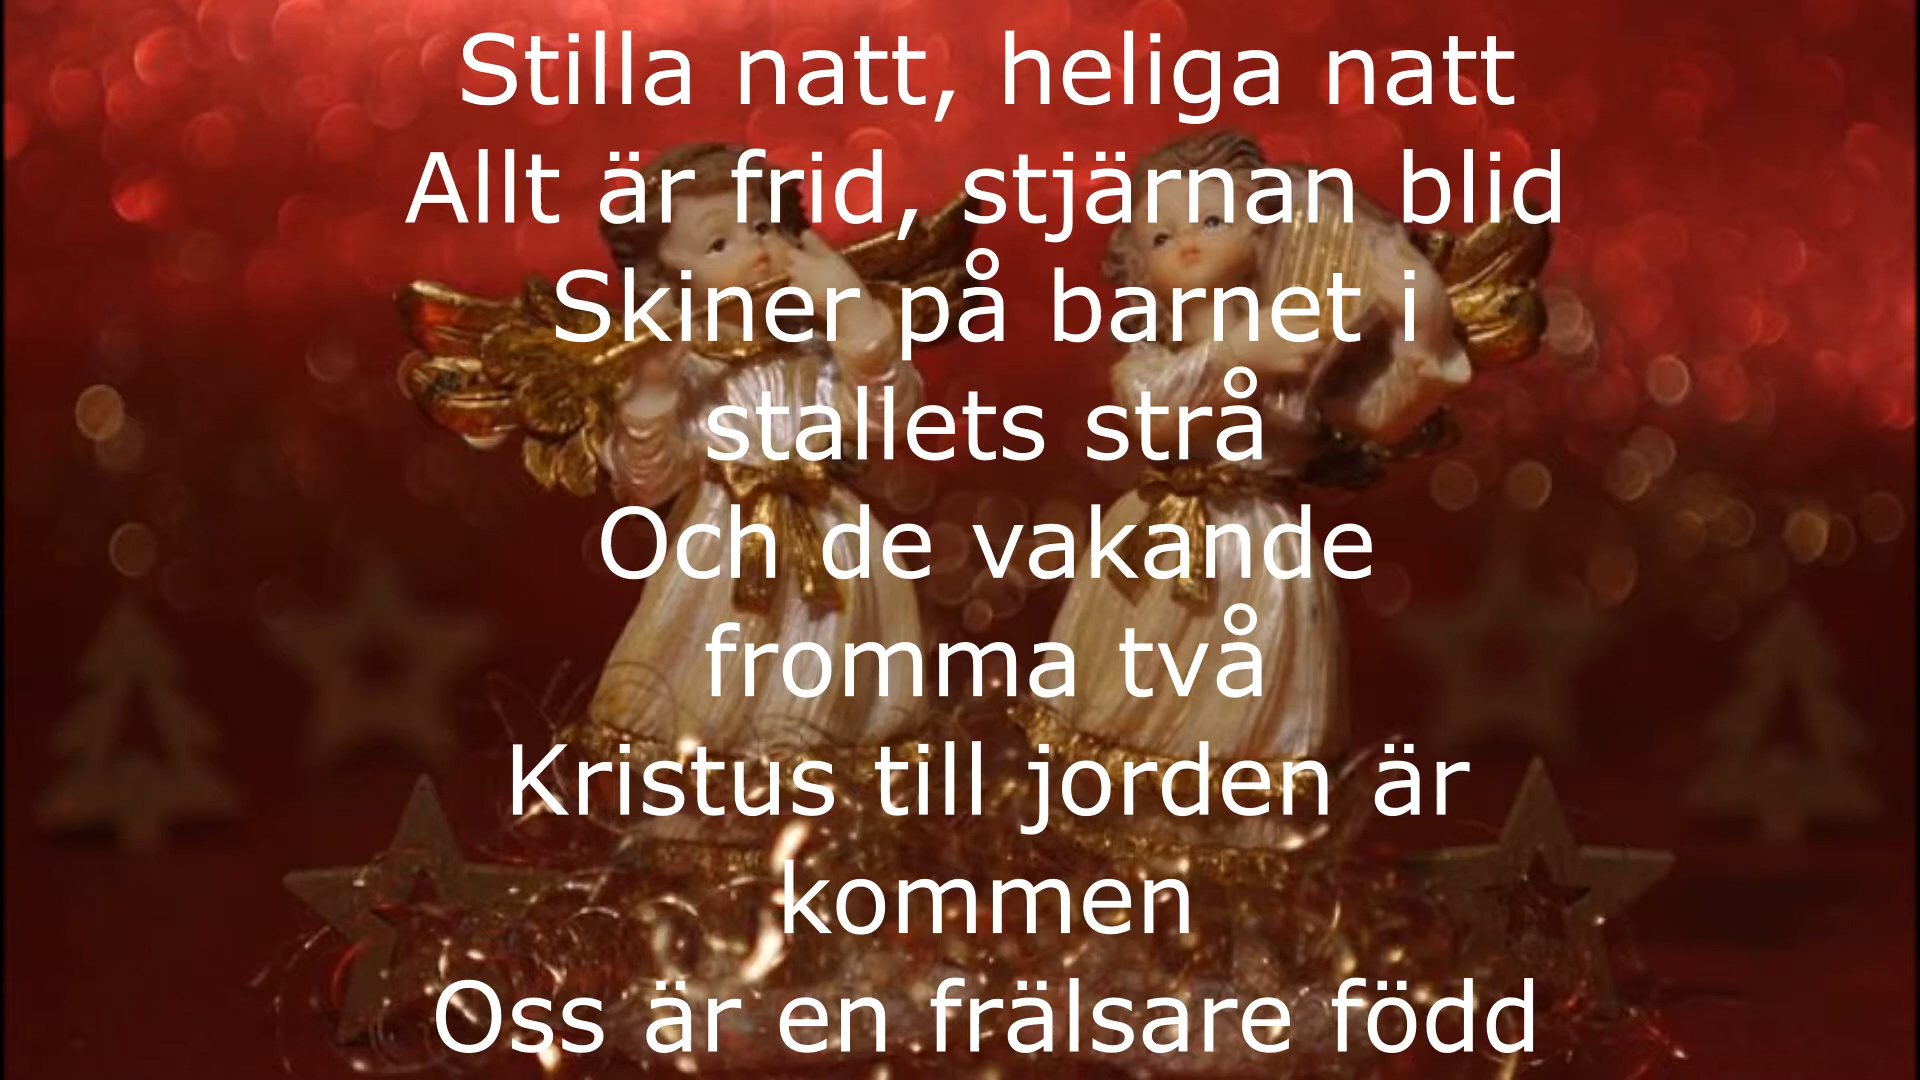 Stilla natt, heliga natt
Allt är frid, stjärnan blid
Skiner på barnet i
stallets strå
Och de vakande
fromma två
Kristus till jorden är
kommen
Oss är en frälsare född